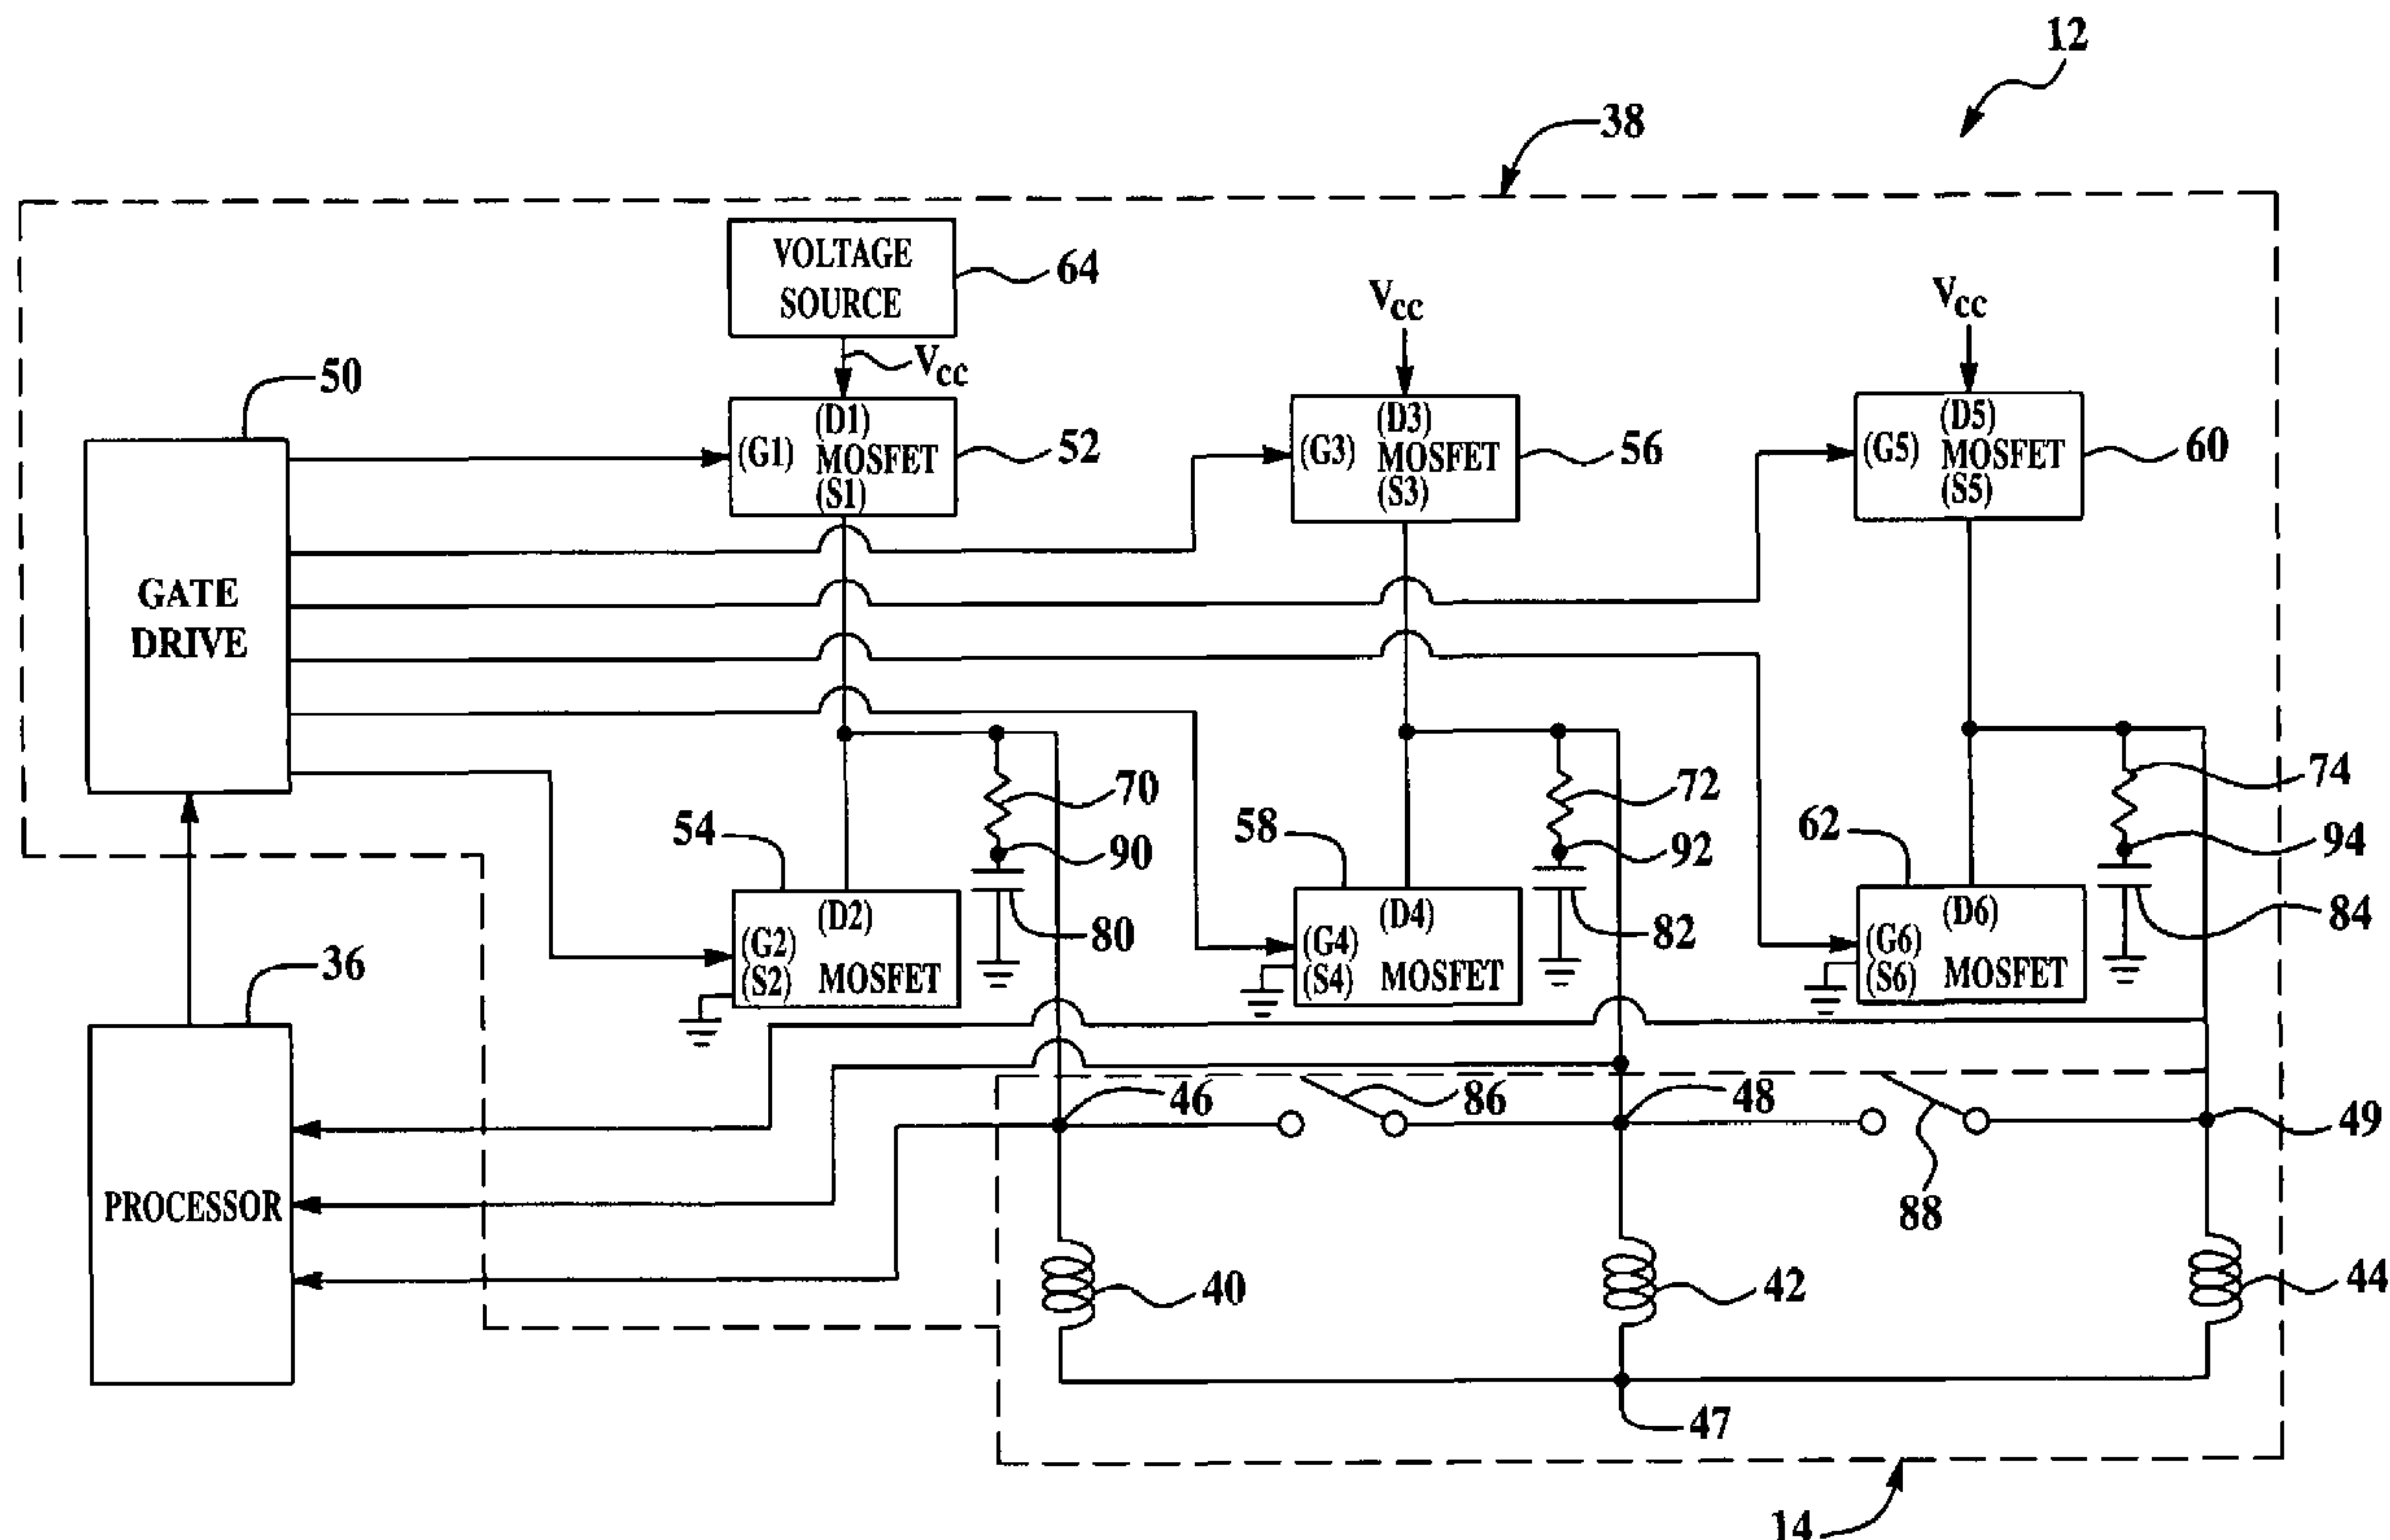 12
38
VOLTAGE
SOURCE
64
Vcc
Vcc
Vcc
50
(D1)
(G1) MOSFET
(S1)
52
(D3)
(G3) MOSFET
(S3)
56
(D5)
(G5) MOSFET
(S5)
60
GATE
DRIVE
70
72
74
54
90
58
92
62
94
(D2)
(G2)
(S2) MOSFET
80
(D4)
(G4)
(S4) MOSFET
82
(D6)
(G6)
(S6) MOSFET
84
36
46
86
48
49
PROCESSOR
88
40
42
44
47
14